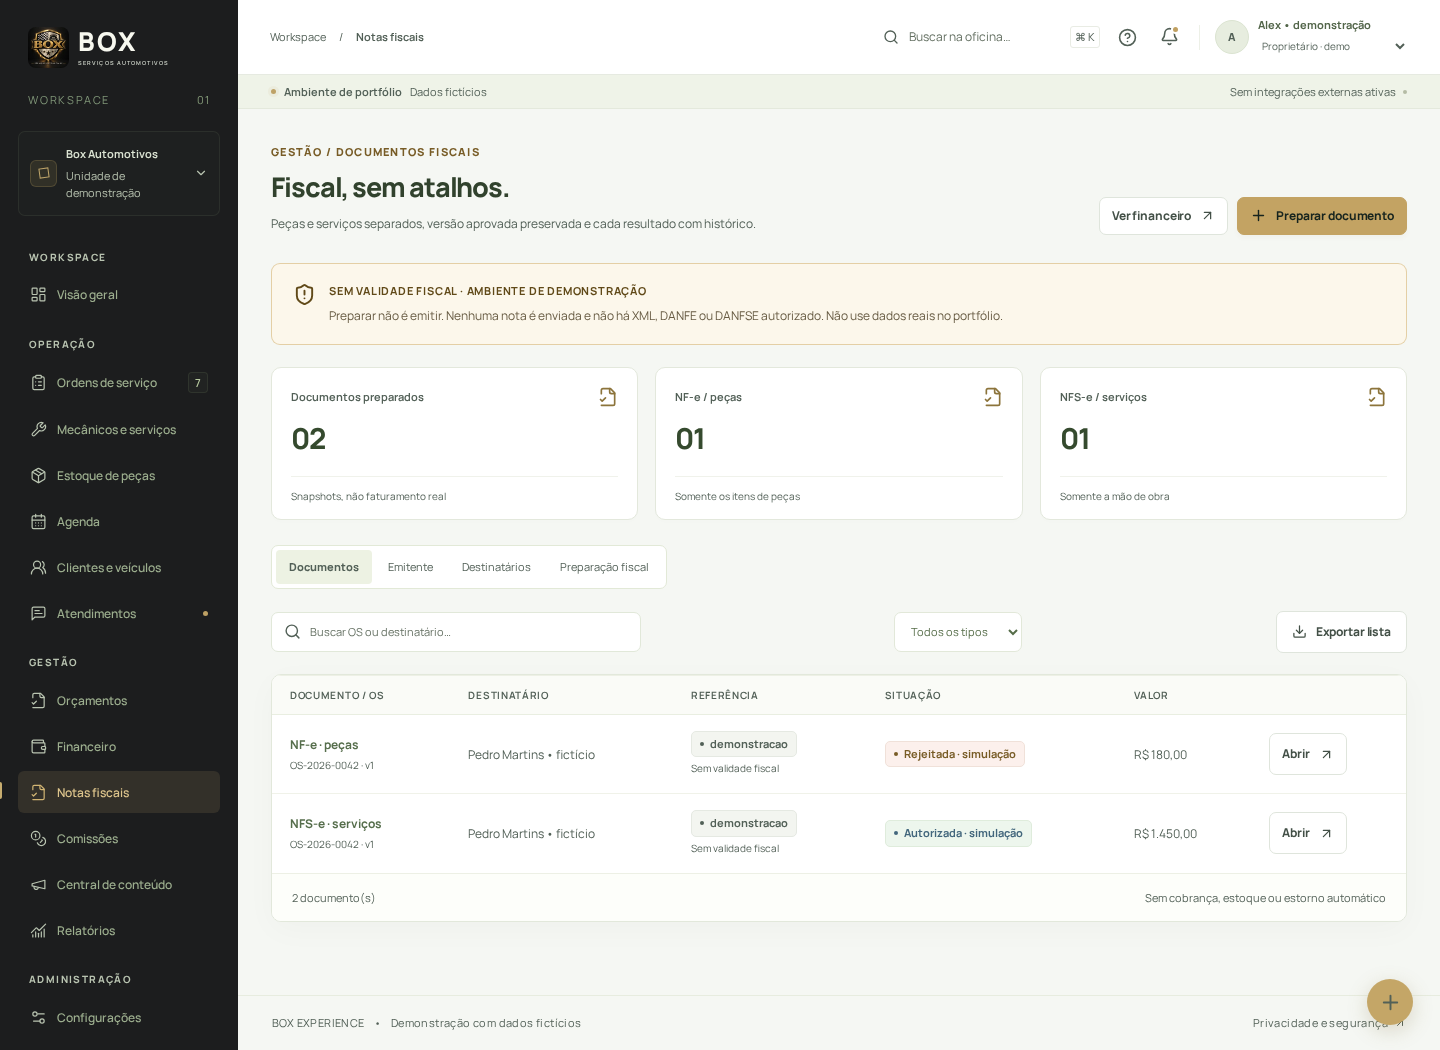 BOX
SERVIÇOS AUTOMOTIVOS
WORKSPACE 01
Box Automotivos
Unidade de
demonstração
WORKSPACE
Visão geral
OPERAÇÃO
Ordens de serviço 7
Mecânicos e serviços
Estoque de peças
Agenda
Clientes e veículos
Atendimentos
GESTÃO
Orçamentos
Financeiro
Notas fiscais
Comissões
Central de conteúdo
Relatórios
ADMINISTRAÇÃO
Configurações
Workspace / Notas fiscais
Buscar na oficina...
⌘ K
A
Alex • demonstração
Proprietário · demo
Ambiente de portfólio Dados fictícios
Sem integrações externas ativas
GESTÃO / DOCUMENTOS FISCAIS
Fiscal, sem atalhos.
Peças e serviços separados, versão aprovada preservada e cada resultado com histórico.
Ver financeiro
Preparar documento
SEM VALIDADE FISCAL · AMBIENTE DE DEMONSTRAÇÃO
Preparar não é emitir. Nenhuma nota é enviada e não há XML, DANFE ou DANFSE autorizado. Não use dados reais no portfólio.
Documentos preparados
02
Snapshots, não faturamento real
NF-e / peças
01
Somente os itens de peças
NFS-e / serviços
01
Somente a mão de obra
Documentos Emitente Destinatários Preparação fiscal
Buscar OS ou destinatário...
Todos os tipos
Exportar lista
DOCUMENTO / OS DESTINATÁRIO REFERÊNCIA SITUAÇÃO VALOR
NF-e · peças
OS-2026-0042 · v1
Pedro Martins • fictício
demonstracao
Sem validade fiscal
Rejeitada · simulação
R$ 180,00
Abrir
NFS-e · serviços
OS-2026-0042 · v1
Pedro Martins • fictício
demonstracao
Sem validade fiscal
Autorizada · simulação
R$ 1.450,00
Abrir
2 documento(s)
Sem cobrança, estoque ou estorno automático
BOX EXPERIENCE • Demonstração com dados fictícios
Privacidade e segurança